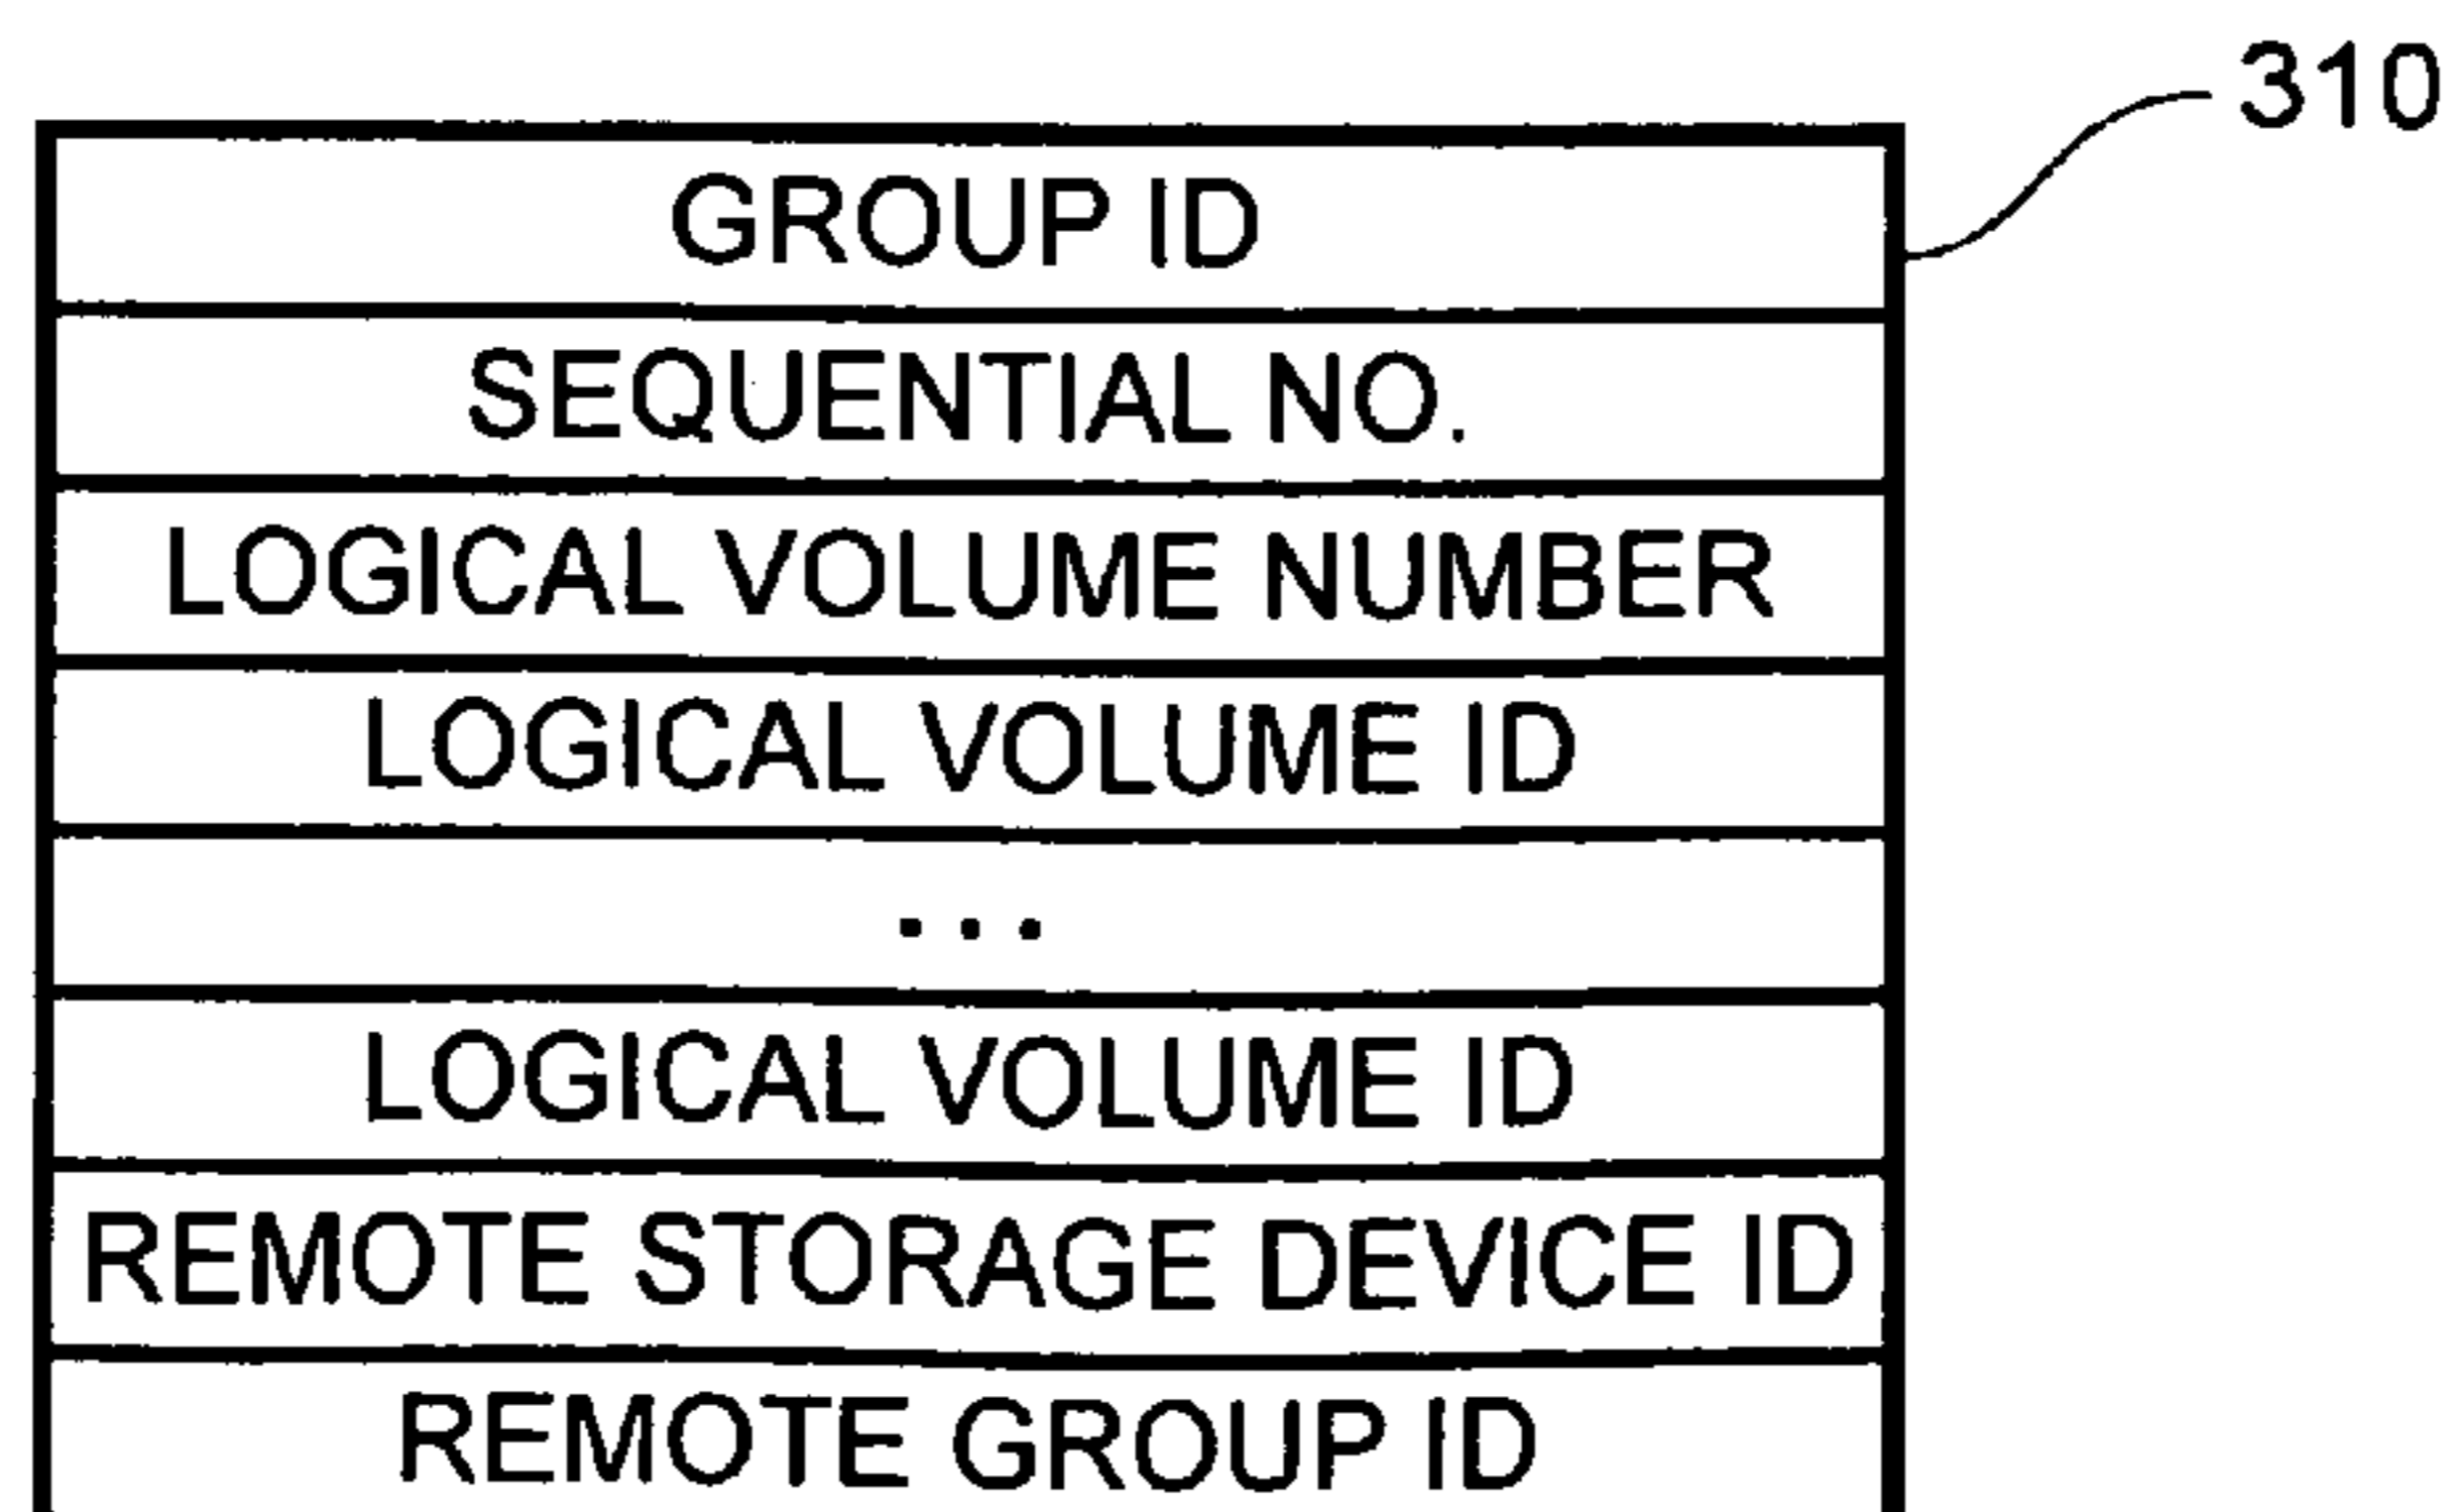 310
GROUP ID
SEQUENTIAL NO.
LOGICAL VOLUME NUMBER
LOGICAL VOLUME ID
...
LOGICAL VOLUME ID
REMOTE STORAGE DEVICE ID
REMOTE GROUP ID